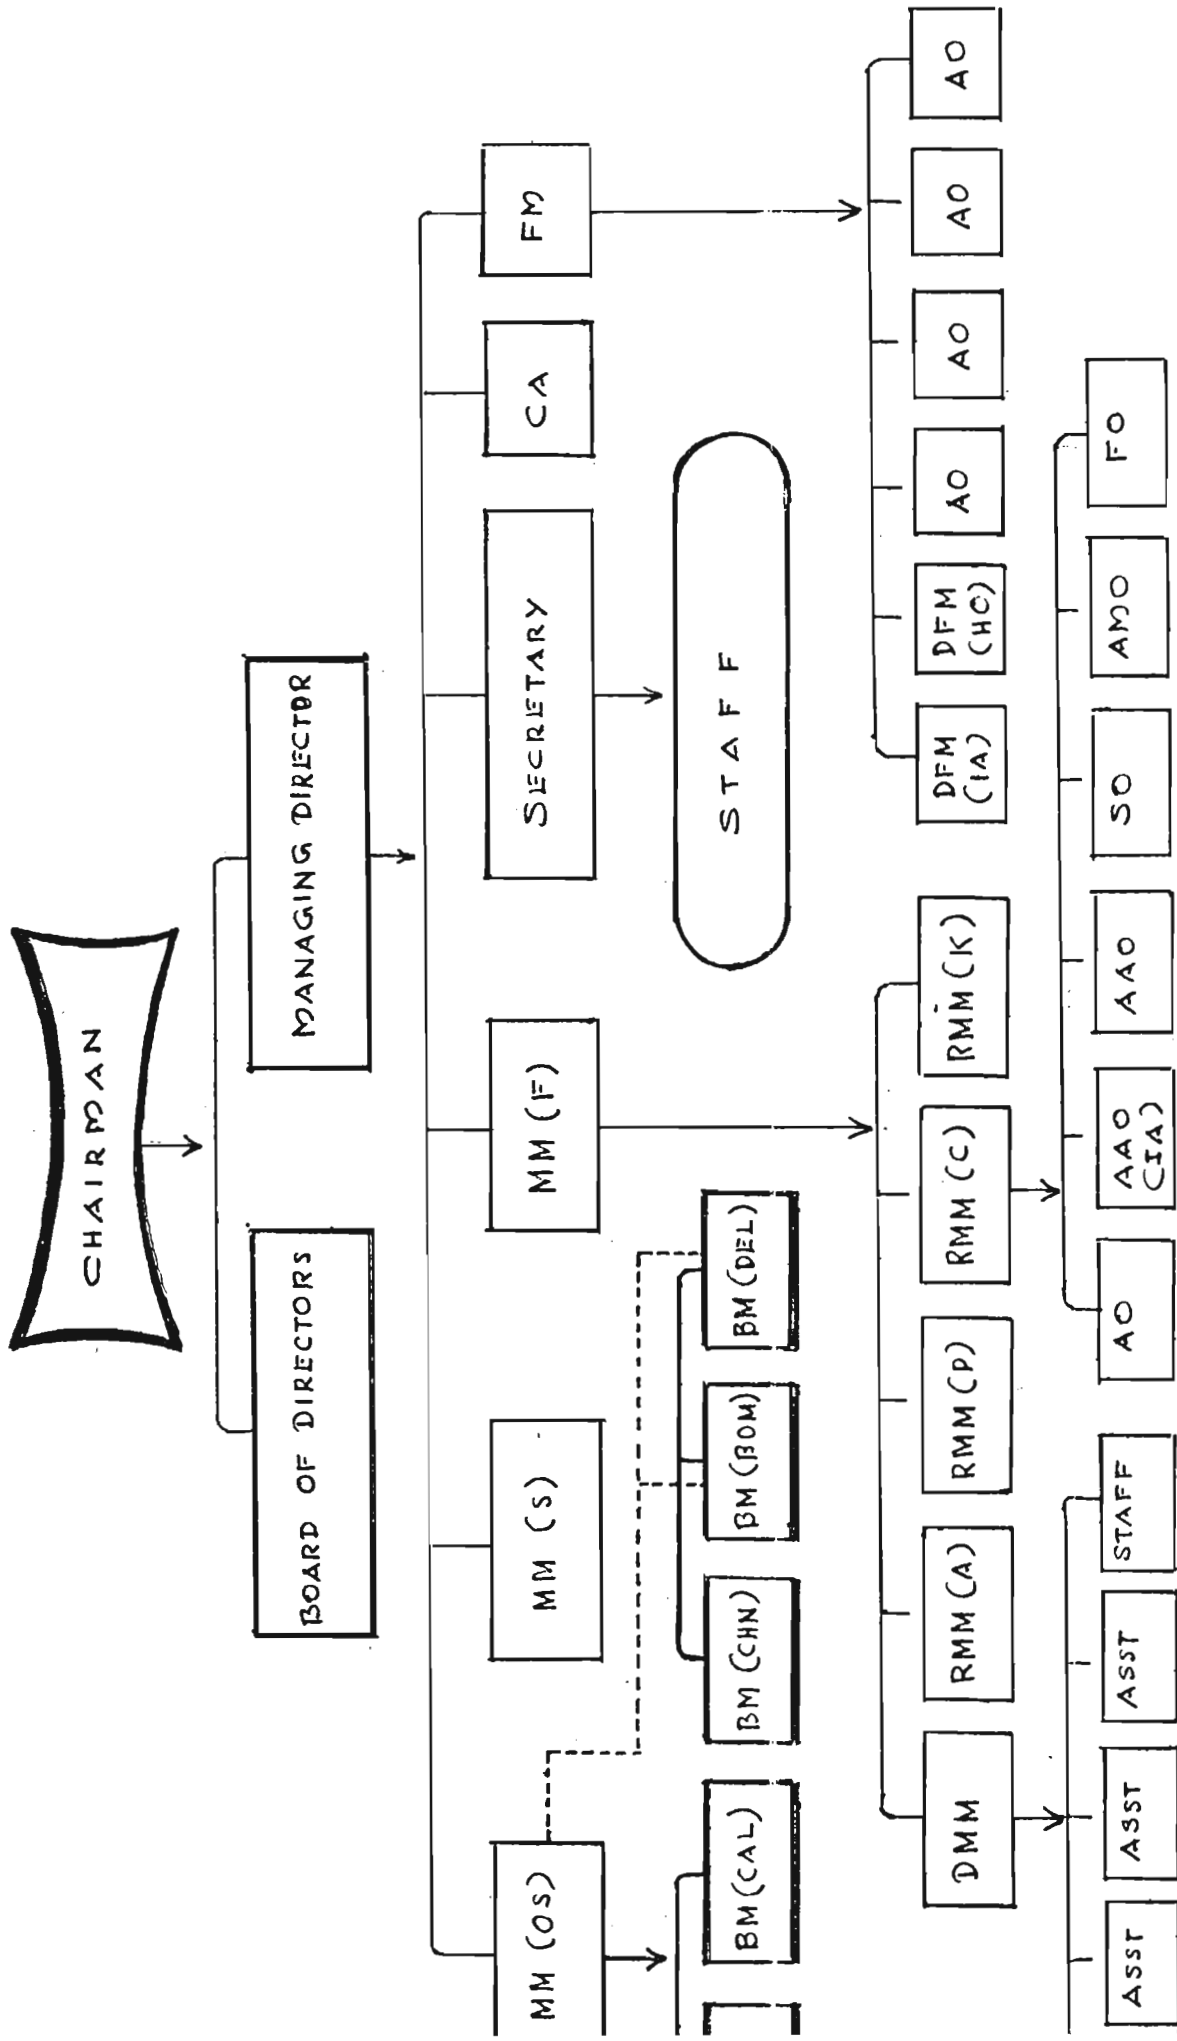 CHAIRMAN
BOARD OF DIRECTORS
MANAGING DIRECTOR
MM (OS)
MM (S)
MM (F)
SECRETARY
CA
FM
BM(CAL)
BM (CHN)
BM (BOM)
BM (DEL)
STAFF
DMM
RMM(A)
RMM (P)
RMM (C)
RMM (K)
DFM
(IA)
DFM
(HO)
AO
AO
AO
AO
ASST
ASST
ASST
STAFF
AO
AAO
(IA)
AAO
SO
AMO
FO